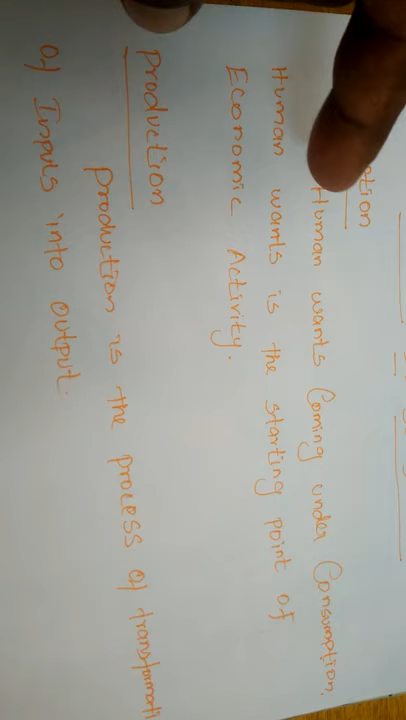 Human wants Coming under Consumption.
Human wants is the starting point of
Economic Activity.
Production
Production is the process of
of Inputs into output.